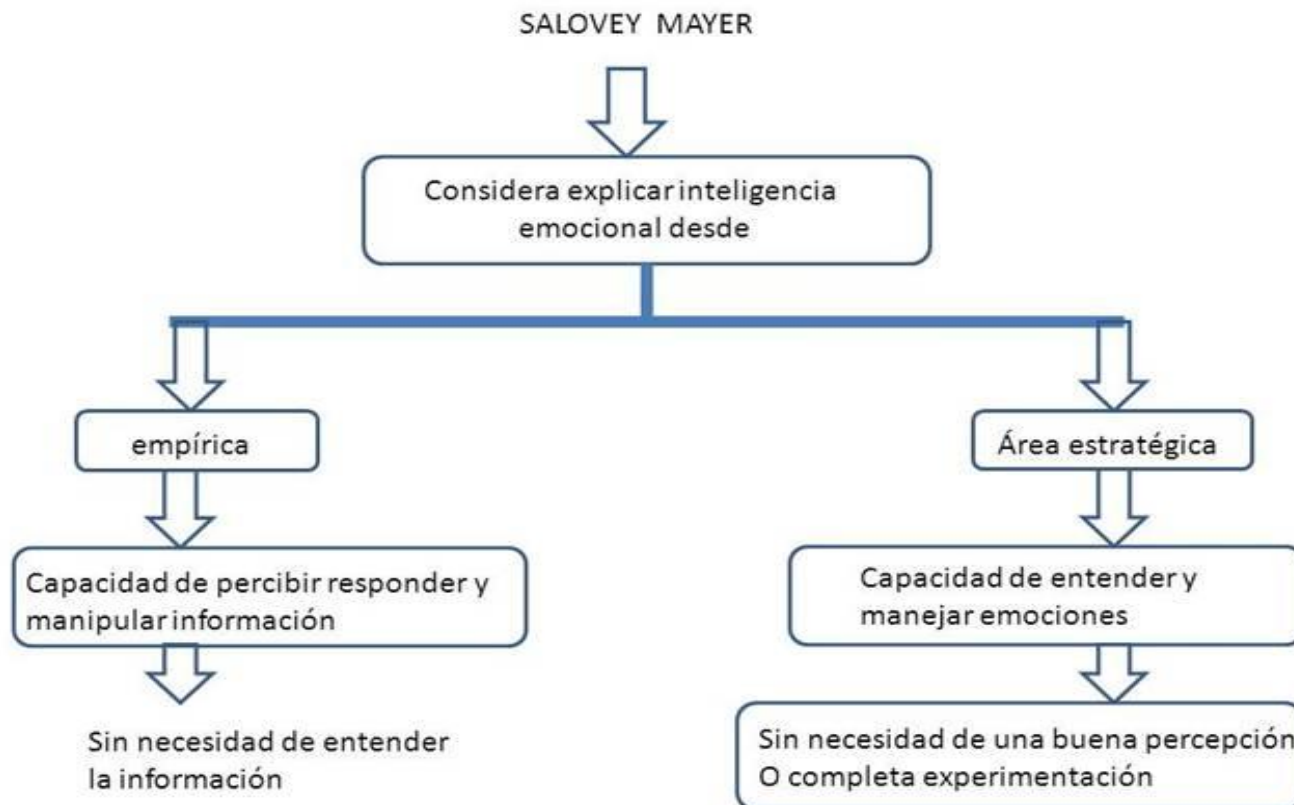 SALOVEY MAYER
Considera explicar inteligencia
emocional desde
empírica
Área estratégica
Capacidad de percibir responder y
manipular información
Capacidad de entender y
manejar emociones
Sin necesidad de entender
la información
Sin necesidad de una buena percepción
O completa experimentación